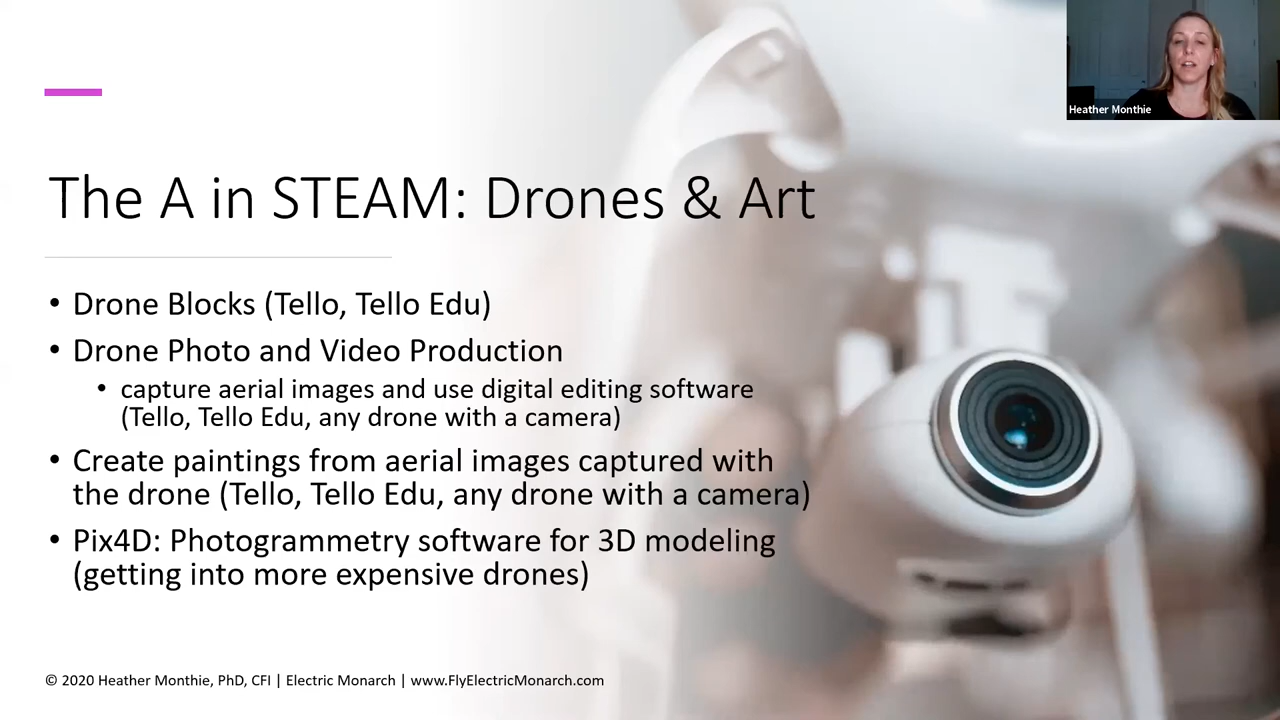 Heather Monthie
The A in STEAM: Drones & Art
• Drone Blocks (Tello, Tello Edu)
• Drone Photo and Video Production
• capture aerial images and use digital editing software
(Tello, Tello Edu, any drone with a camera)
• Create paintings from aerial images captured with
the drone (Tello, Tello Edu, any drone with a camera)
• Pix4D: Photogrammetry software for 3D modeling
(getting into more expensive drones)
© 2020 Heather Monthie, PhD, CFI | Electric Monarch | www.FlyElectricMonarch.com